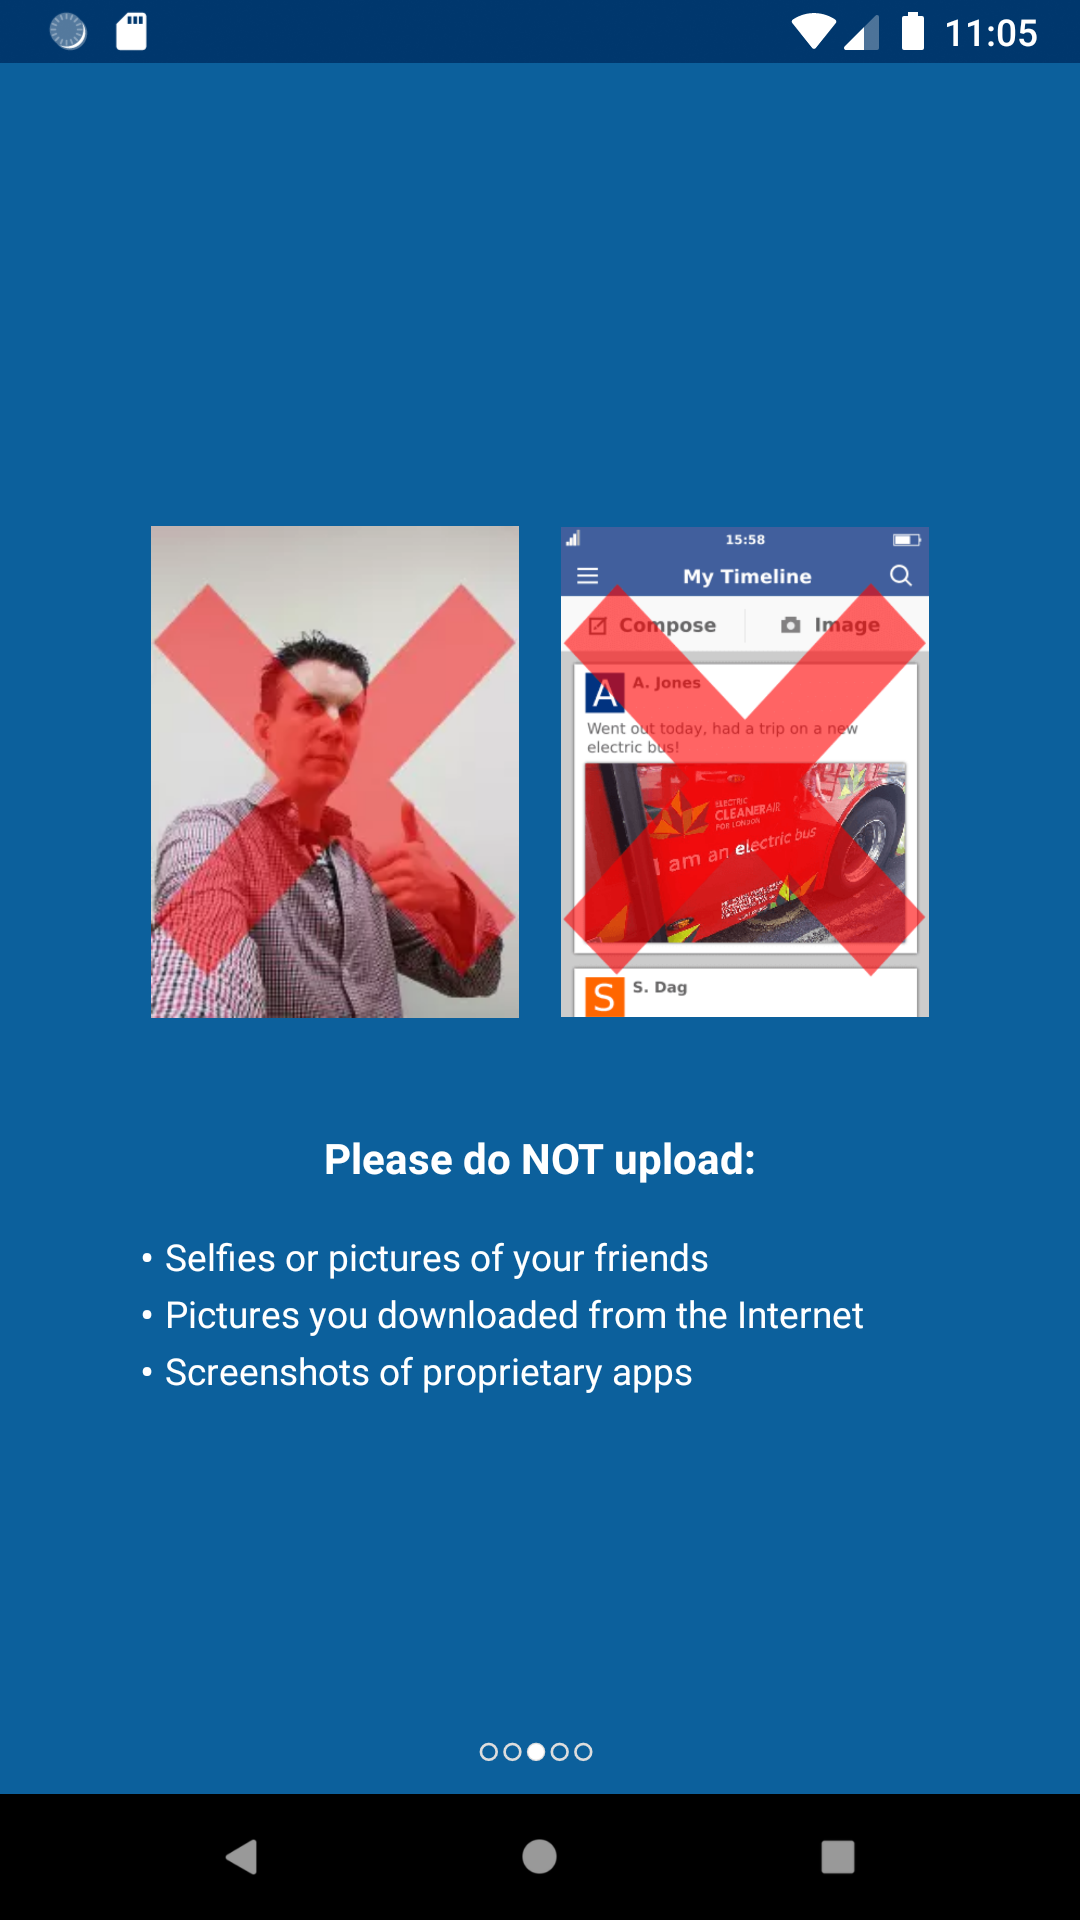 11:05
15:58
My Timeline
Compose Image
A A. Jones
Went out today, had a trip on a new
electric bus!
ELECTRIC
CLEANERAIR
FOR LONDON
I am an electric bus
S S. Dag
Please do NOT upload:
• Selfies or pictures of your friends
• Pictures you downloaded from the Internet
• Screenshots of proprietary apps